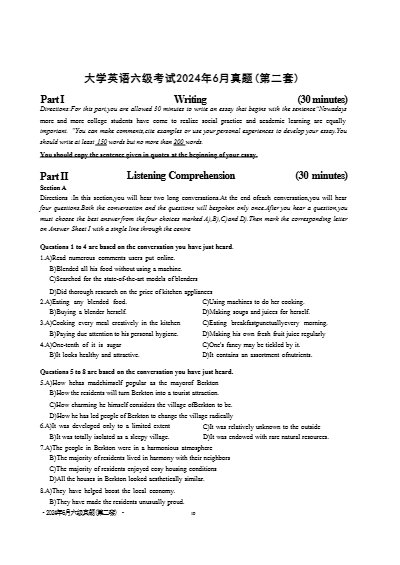 大学英语六级考试2024年6月真题(第二套)
Part I Writing (30 minutes)
Directions:For this part,you are allowed 30 minutes to write an essay that begins with the sentence"Nowadays
more and more college students have come to realize social practice and academic learning are equally
important. "You can make comments,cite examples or use your personal experiences to develop your essay.You
should write at least 150 words but no more than 200 words.
You should copy the sentence given in quotes at the beginning of your essay.
Part II Listening Comprehension (30 minutes)
Section A
Directions :In this section,you will hear two long conversations.At the end ofeach conversation,you will hear
four questions.Both the conversation and the questions will bespoken only once.After you hear a question,you
must choose the best answer from the four choices marked A),B),C)and D).Then mark the corresponding letter
on Answer Sheet I with a single line through the centre
Questions 1 to 4 are based on the conversation you have just heard.
1.A)Read numerous comments users put online.
B)Blended all his food without using a machine.
C)Searched for the state-of-the-art models of blenders
D)Did thorough research on the price of kitchen appliances
2.A)Eating any blended food. C)Using machines to do her cooking.
B)Buying a blender herself. D)Making soups and juices for herself.
3.A)Cooking every meal creatively in the kitchen C)Eating breakfastpunctuallyevery morning.
B)Paying due attention to his personal hygiene. D)Making his own fresh fruit juice regularly
4.A)One-tenth of it is sugar C)One's fancy may be tickled by it.
B)It looks healthy and attractive. D)It contains an assortment ofnutrients.
Questions 5 to 8 are based on the conversation you have just heard.
5.A)How hehas madehimself popular as the mayorof Berkton
B)How the residents will turn Berkton into a tourist attraction.
C)How charming he himself considers the village ofBerkton to be.
D)How he has led people of Berkton to change the village radically
6.A)It was developed only to a limited extent C)It was relatively unknown to the outside
B)It was totally isolated as a sleepy village. D)It was endowed with rare natural resources.
7.A)The people in Berkton were in a harmonious atmosphere
B)The majority of residents lived in harmony with their neighbors
C)The majority of residents enjoyed cosy housing conditions
D)All the houses in Berkton looked aesthetically similar.
8.A)They have helped boost the local economy.
B)They have made the residents unusually proud.
- 2024年6月六级真题(第二套) -